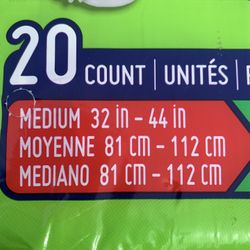 20 COUNT | UNITÉS |
MEDIUM 32 in - 44 in
MOYENNE 81 cm - 112 cm
MEDIANO 81 cm - 112 cm